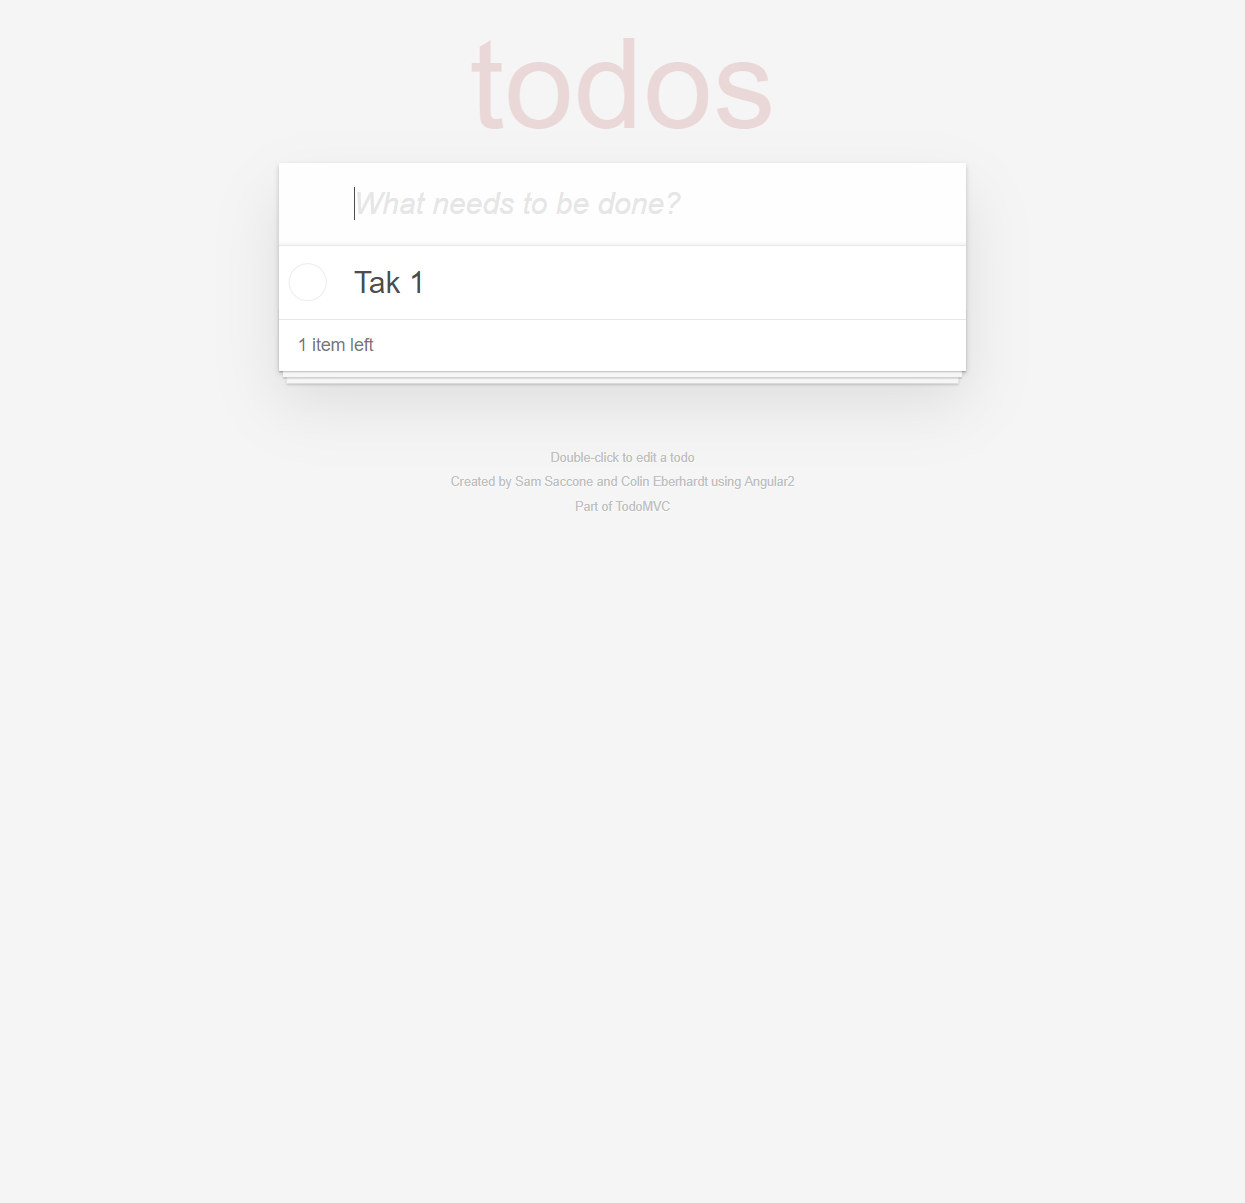 todos
What needs to be done?
Tak 1
1 item left
Double-click to edit a todo
Created by Sam Saccone and Colin Eberhardt using Angular2
Part of TodoMVC